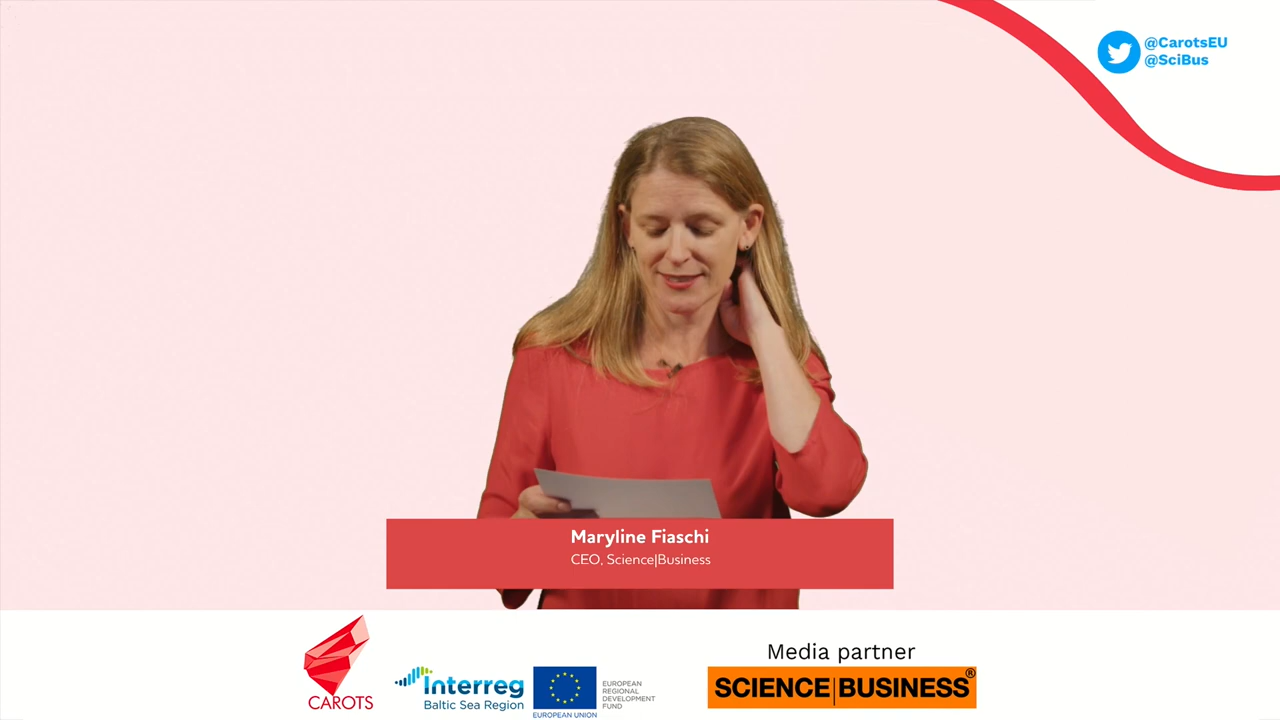 @CarotsEU
@SciBus
Maryline Fiaschi
CEO, Science|Business
CAROTS
Interreg
Baltic Sea Region
EUROPEAN UNION
EUROPEAN
REGIONAL
DEVELOPMENT
FUND
Media partner
SCIENCE|BUSINESS®